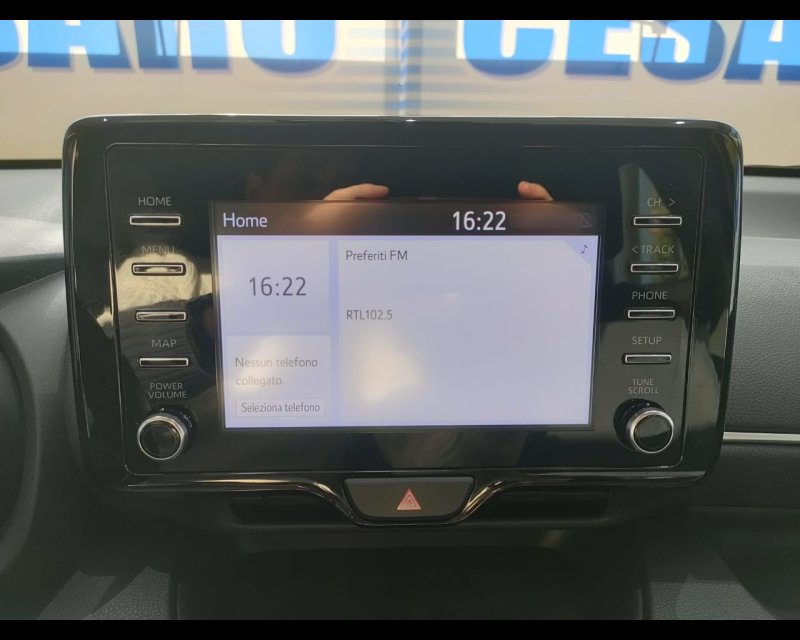 CESA
HOME
MENU
MAP
POWER
VOLUME
Home
16:22
16:22
Nessun telefono
collegato.
Seleziona telefono
Preferiti FM
RTL102.5
CH >
< TRACK
PHONE
SETUP
TUNE
SCROLL